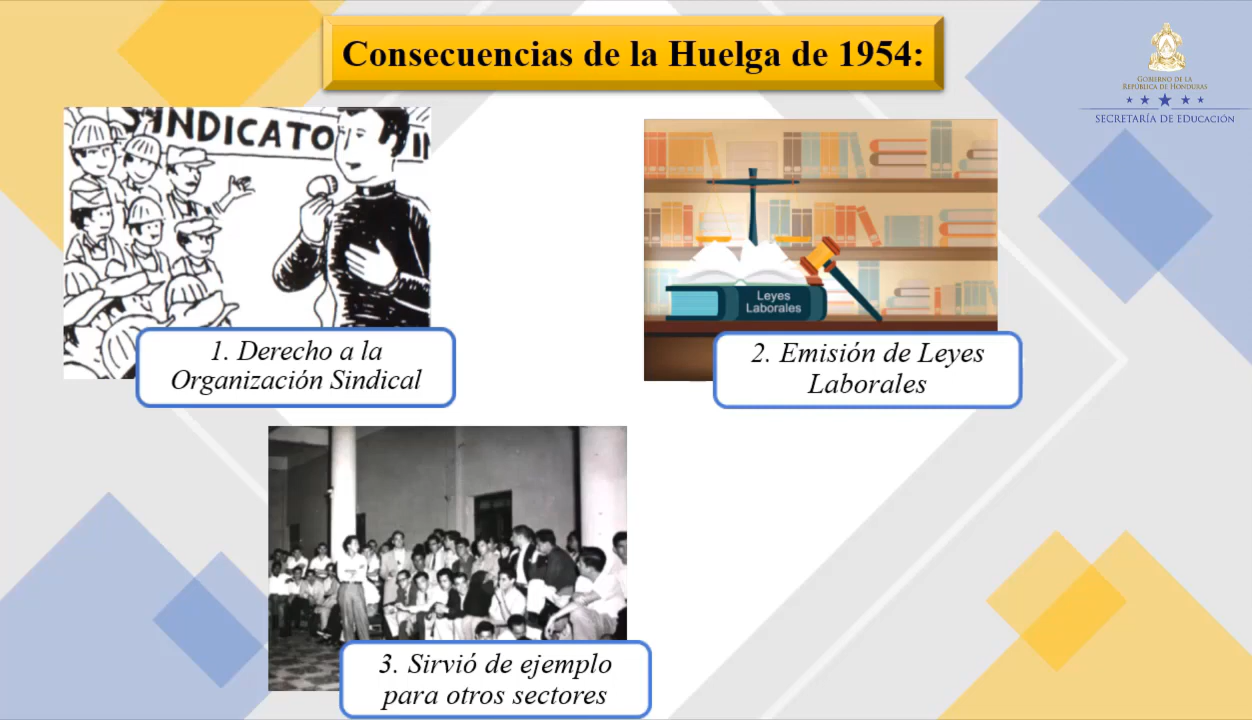 Consecuencias de la Huelga de 1954:
GOBIERNO DE LA
REPÚBLICA DE HONDURAS
SECRETARÍA DE EDUCACIÓN
SINDICATO
1. Derecho a la
Organización Sindical
Leyes
Laborales
2. Emisión de Leyes
Laborales
3. Sirvió de ejemplo
para otros sectores